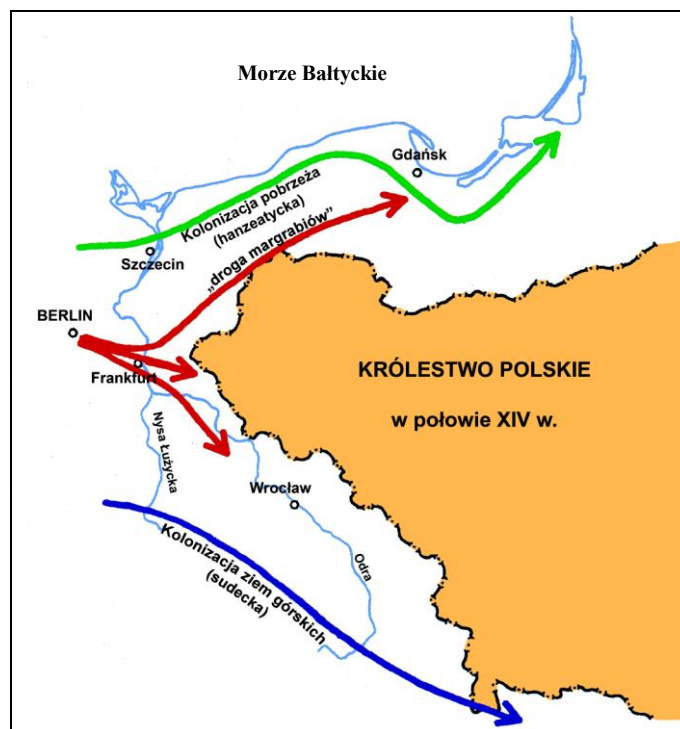 Morze Bałtyckie
Gdańsk
Kolonizacja pobrzeża
(hanzeatycka)
„droga margrabiów”
Szczecin
BERLIN
Frankfurt
KRÓLESTWO POLSKIE
w połowie XIV w.
Nysa Łużycka
Wrocław
Odra
Kolonizacja ziem górskich
(sudecka)